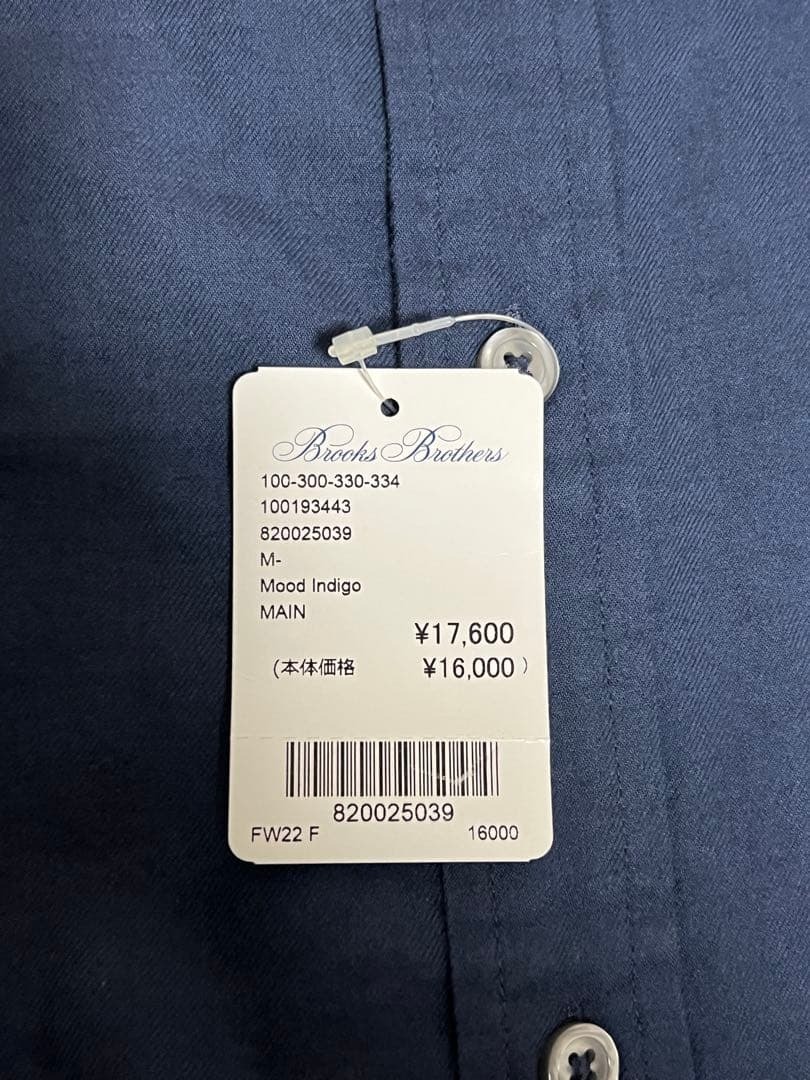 Brooks Brothers
100-300-330-334
100193443
820025039
M-
Mood Indigo
MAIN
¥17,600
(本体価格 ¥16,000 )
820025039
FW22 F 16000